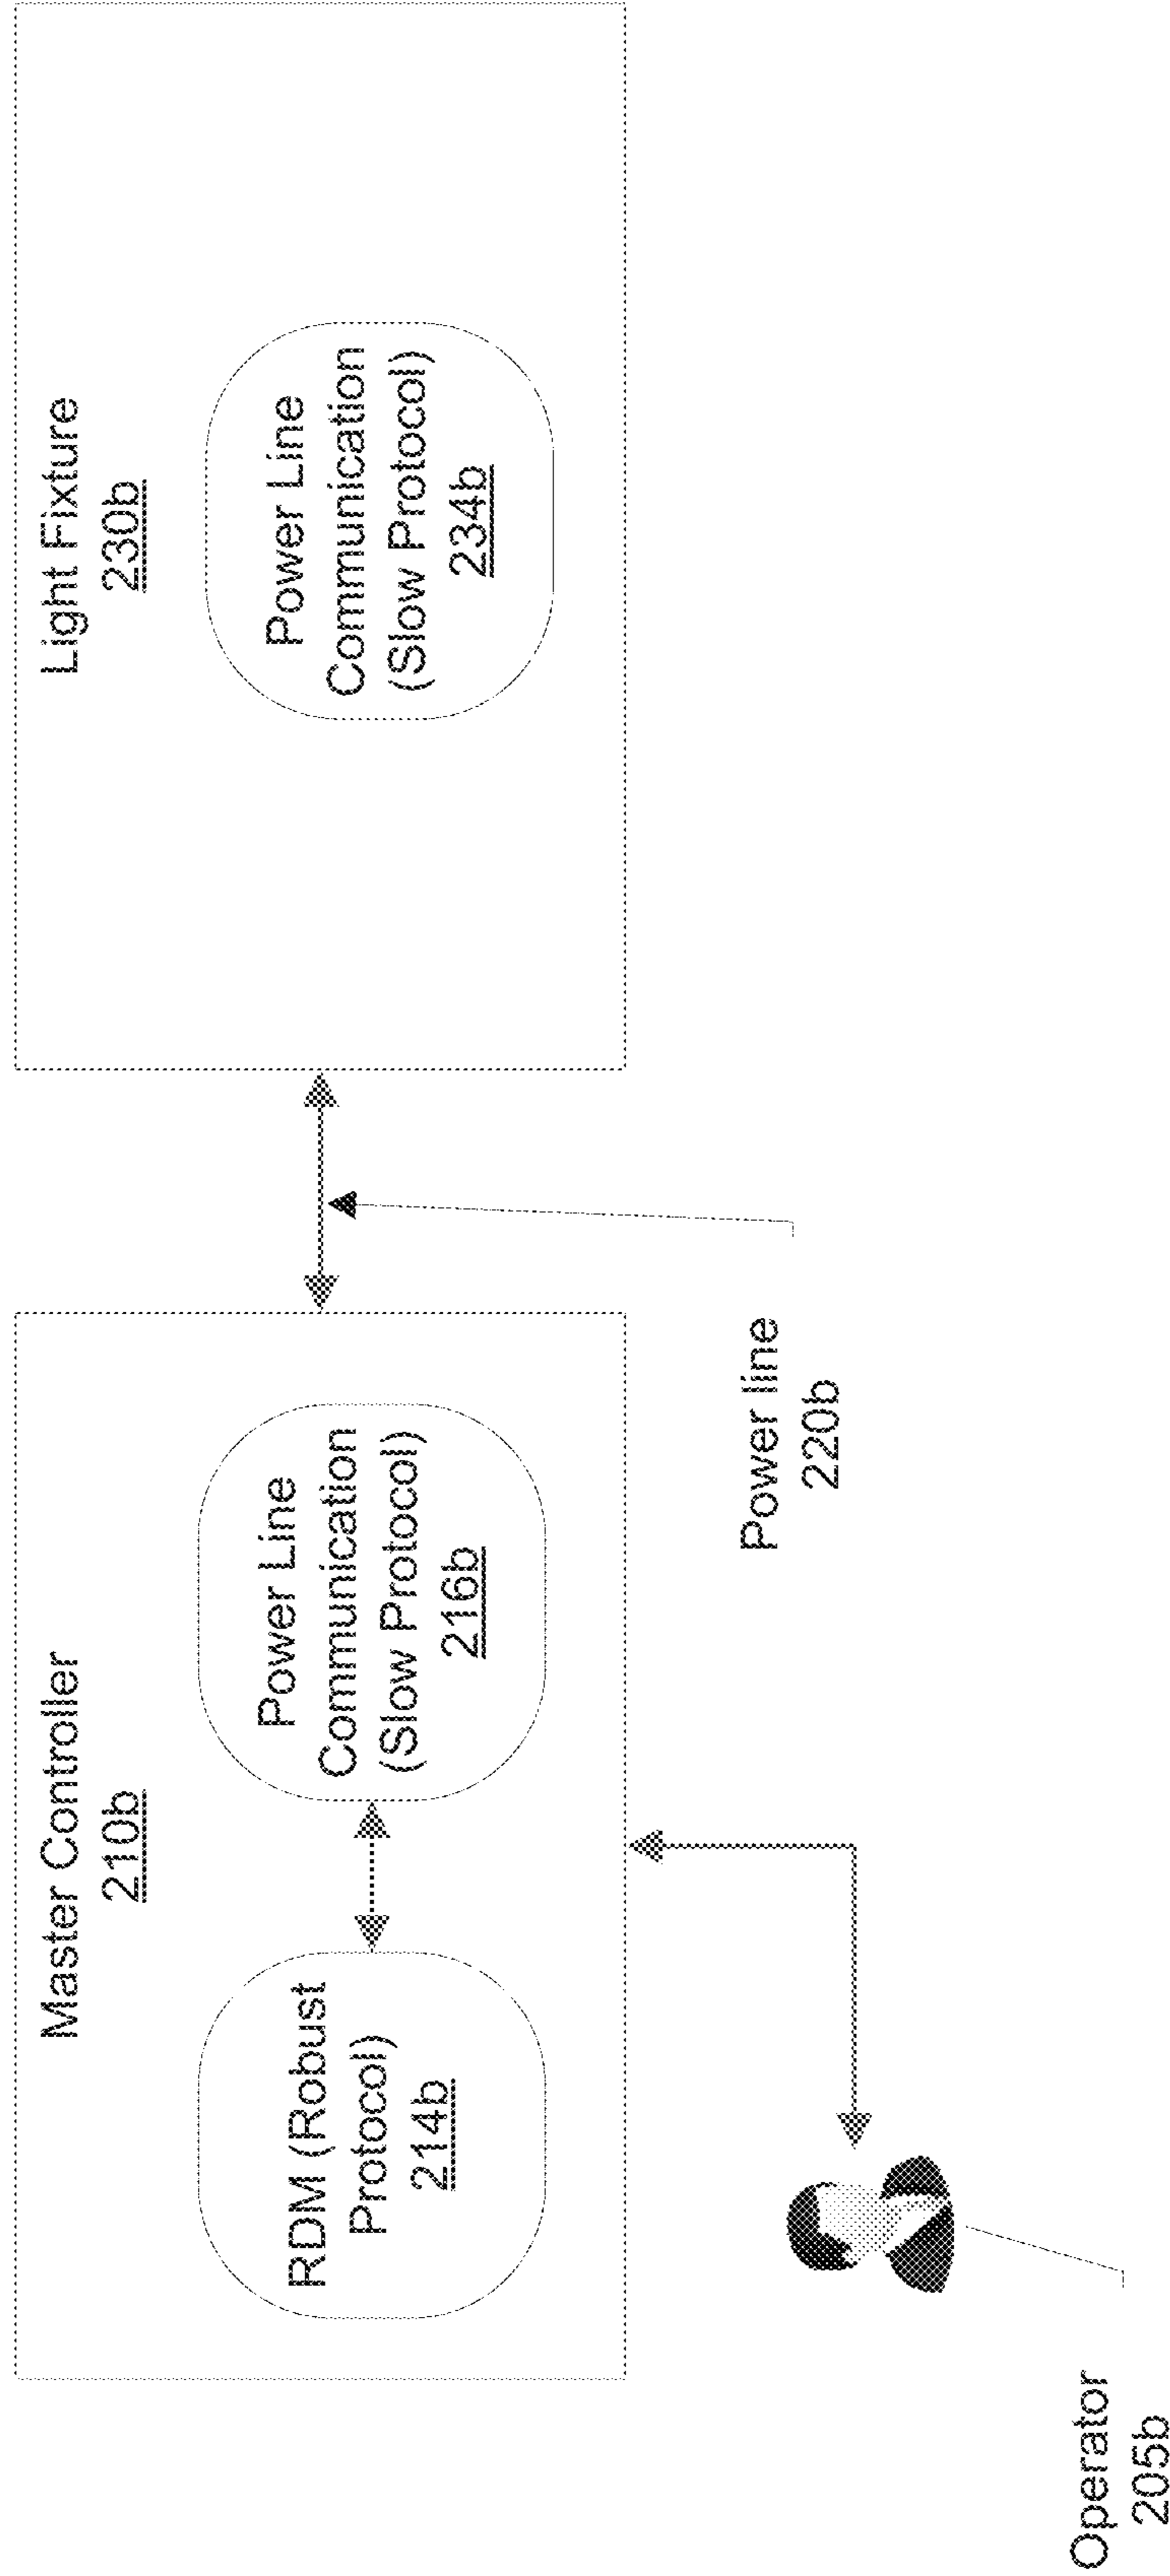 Master Controller
210b
RDM (Robust
Protocol)
214b
Power Line
Communication
(Slow Protocol)
216b
Light Fixture
230b
Power Line
Communication
(Slow Protocol)
234b
Power line
220b
Operator
205b